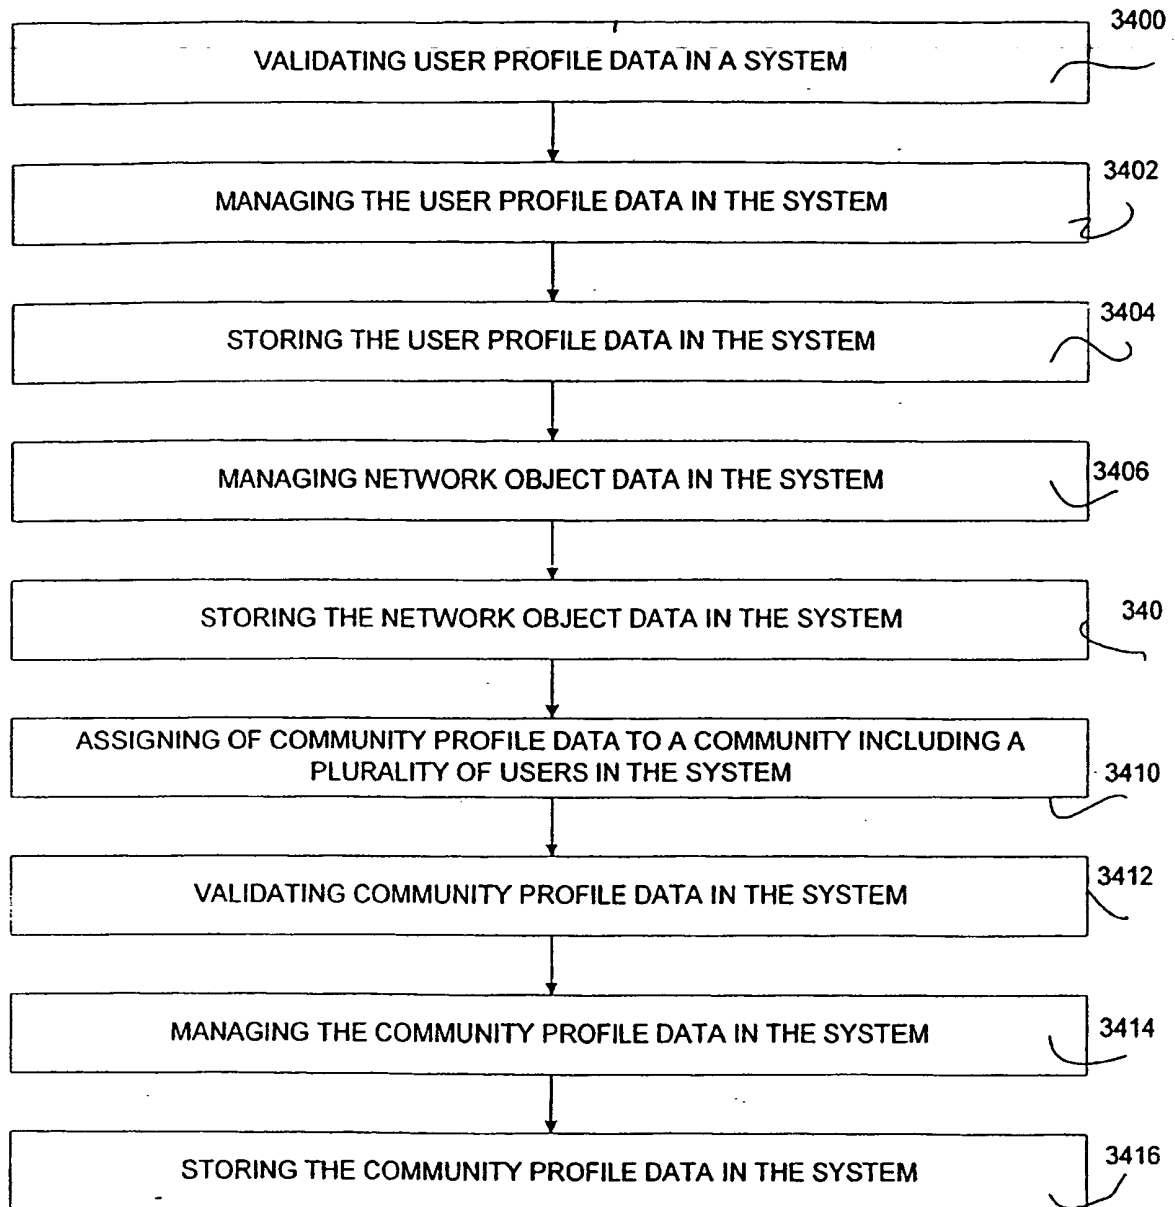 3400
VALIDATING USER PROFILE DATA IN A SYSTEM
3402
MANAGING THE USER PROFILE DATA IN THE SYSTEM
3404
STORING THE USER PROFILE DATA IN THE SYSTEM
3406
MANAGING NETWORK OBJECT DATA IN THE SYSTEM
340
STORING THE NETWORK OBJECT DATA IN THE SYSTEM
ASSIGNING OF COMMUNITY PROFILE DATA TO A COMMUNITY INCLUDING A
PLURALITY OF USERS IN THE SYSTEM
3410
3412
VALIDATING COMMUNITY PROFILE DATA IN THE SYSTEM
3414
MANAGING THE COMMUNITY PROFILE DATA IN THE SYSTEM
3416
STORING THE COMMUNITY PROFILE DATA IN THE SYSTEM